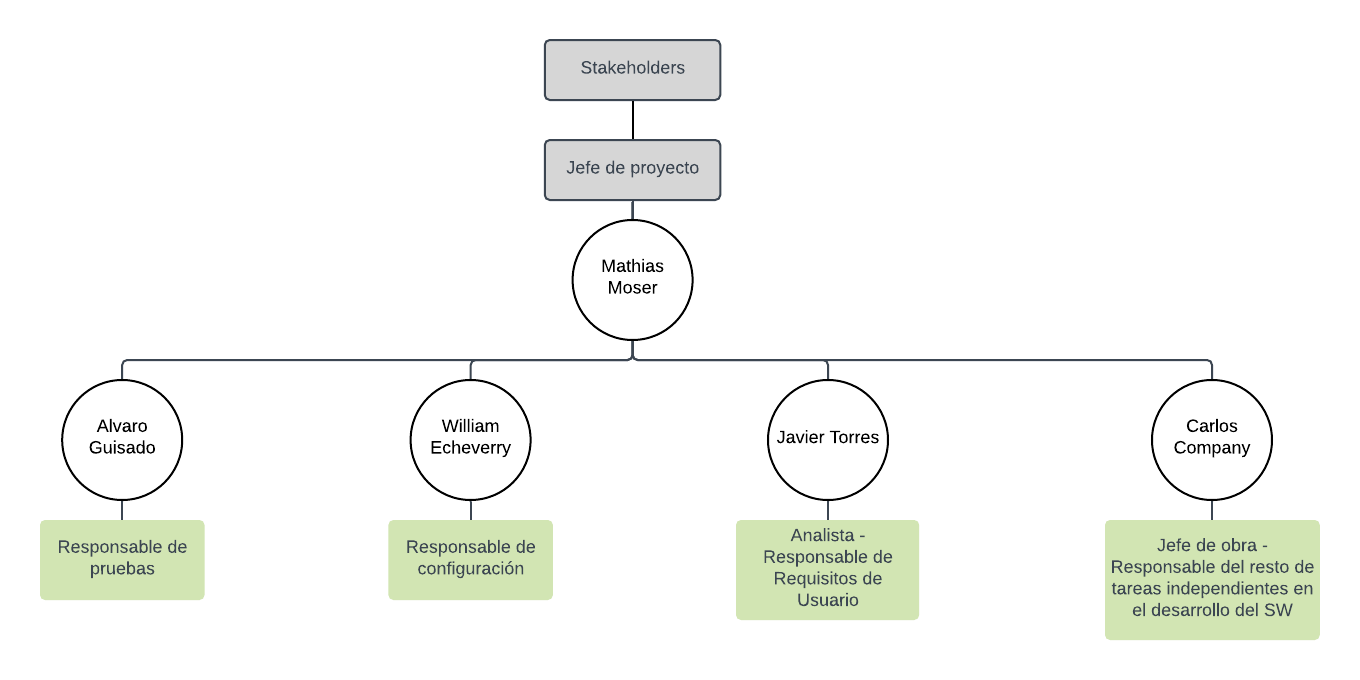 Stakeholders
Jefe de proyecto
Mathias
Moser
Alvaro
Guisado
William
Echeverry
Javier Torres
Carlos
Company
Responsable de
pruebas
Responsable de
configuración
Analista -
Responsable de
Requisitos de
Usuario
Jefe de obra -
Responsable del resto de
tareas independientes en
el desarrollo del SW